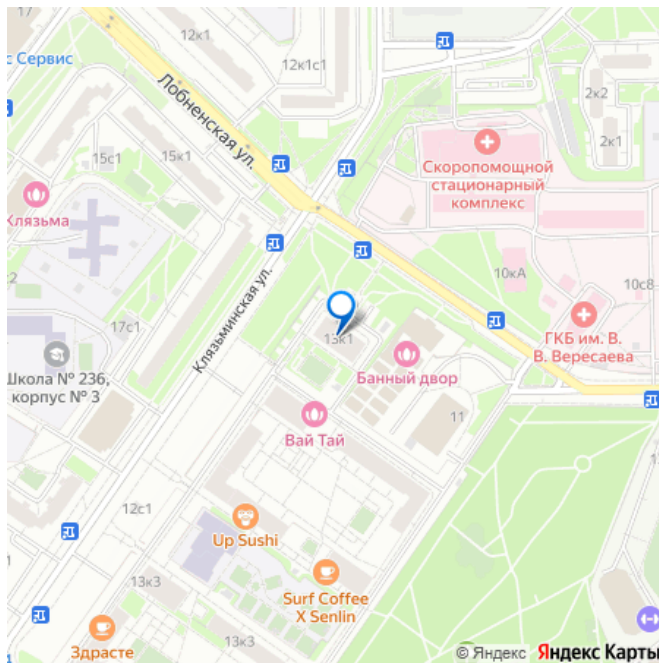 17
12к1
12к1с1
с Сервис
Лобненская ул.
2к2
2к1
Скоропомощной
стационарный
комплекс
15с1
15к1
Клязьма
10кА
10с8
с2
Клязьминская ул.
17с1
13к1
ГКБ им. В.
В. Вересаева
Школа № 236,
корпус № 3
Банный двор
11
Вай Тай
12с1
Up Sushi
13к3
Surf Coffee
X Senlin
13к3
Здрасте
© Яндекс Яндекс Карты